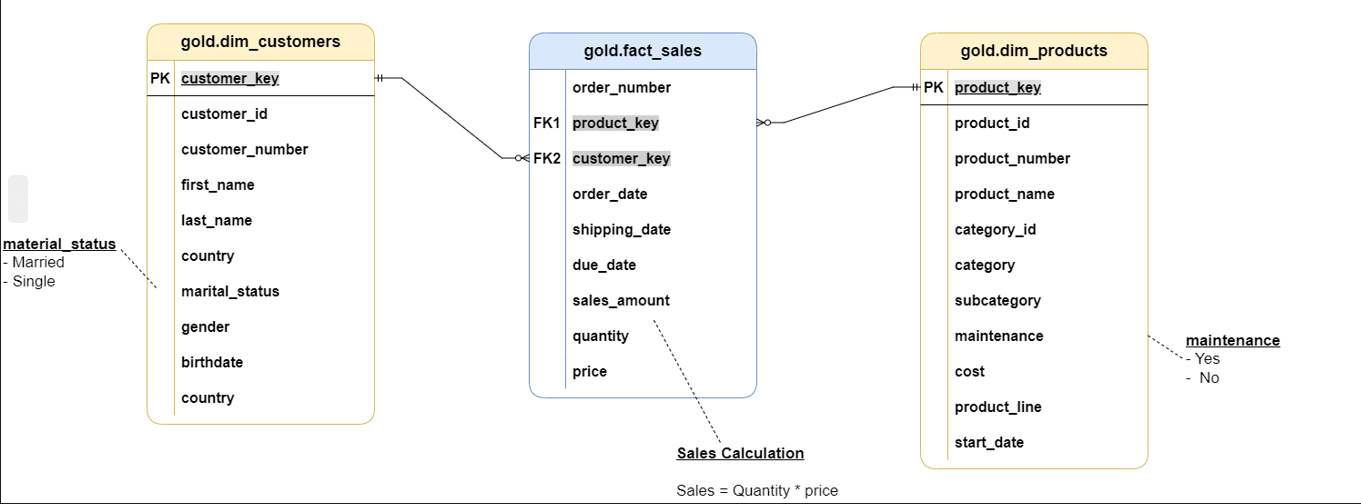 gold.dim_customers
PK customer_key
customer_id
customer_number
first_name
last_name
country
marital_status
gender
birthdate
country
material_status
- Married
- Single
gold.fact_sales
order_number
FK1 product_key
FK2 customer_key
order_date
shipping_date
due_date
sales_amount
quantity
price
Sales Calculation
Sales = Quantity * price
gold.dim_products
PK product_key
product_id
product_number
product_name
category_id
category
subcategory
maintenance
cost
product_line
start_date
maintenance
- Yes
- No